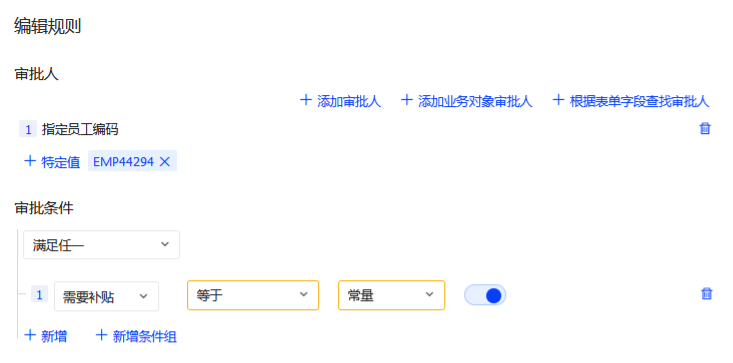 编辑规则
审批人
添加审批人 添加业务对象审批人 根据表单字段查找审批人
1 指定员工编码
特定值 EMP44294
审批条件
满足任一
1 需要补贴 等于 常量
新增 新增条件组